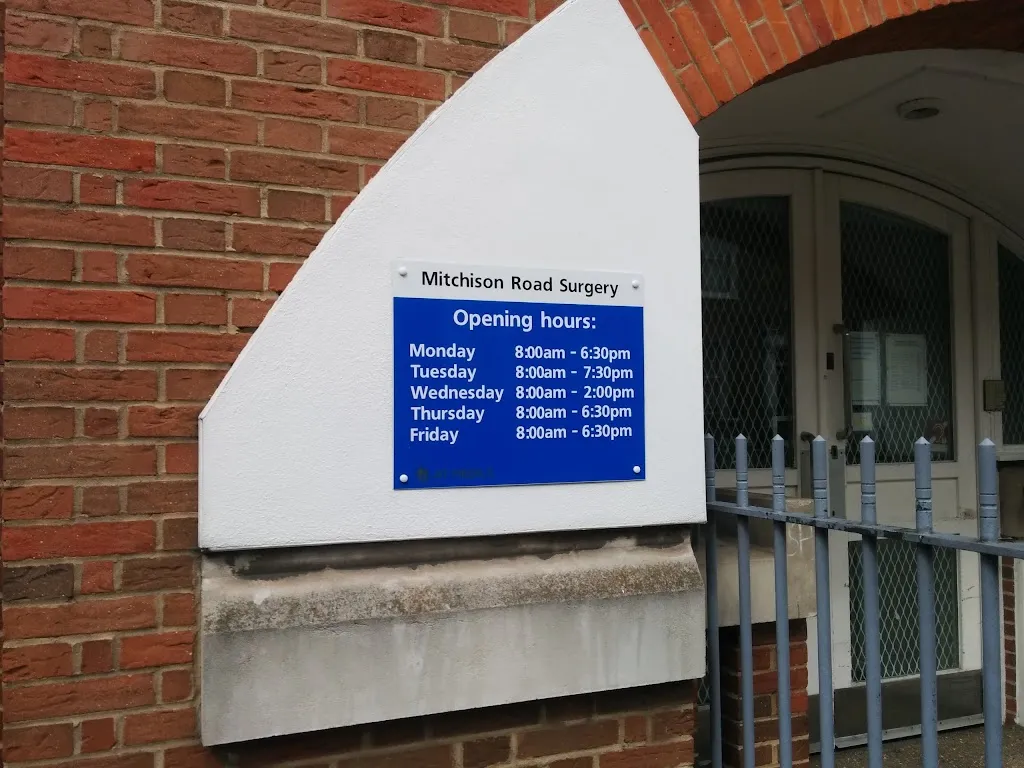 Mitchison Road Surgery
Opening hours:
Monday 8:00am - 6:30pm
Tuesday 8:00am - 7:30pm
Wednesday 8:00am - 2:00pm
Thursday 8:00am - 6:30pm
Friday 8:00am - 6:30pm